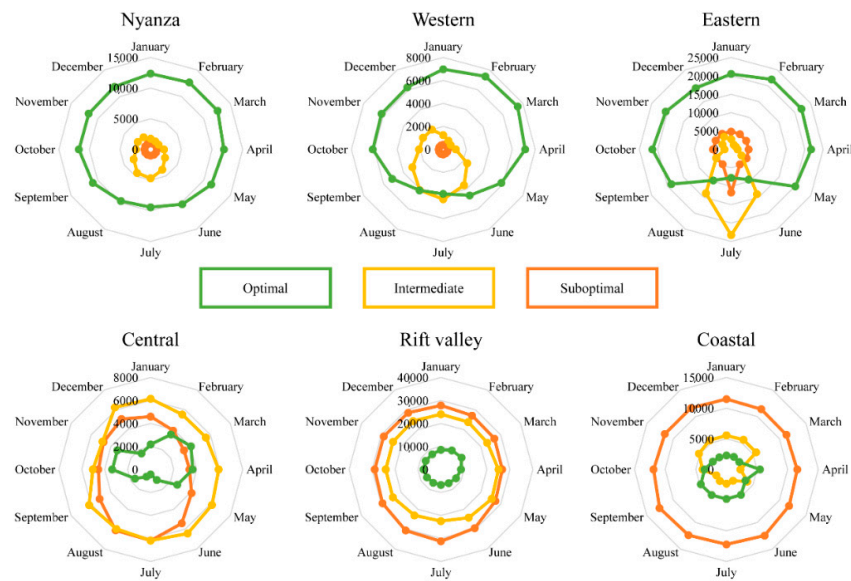 Nyanza
January
15000
10000
5000
0
February
March
April
May
June
July
August
September
October
November
December
Western
January
8000
6000
4000
2000
0
February
March
April
May
June
July
August
September
October
November
December
Eastern
January
25000
20000
15000
10000
5000
0
February
March
April
May
June
July
August
September
October
November
December
Optimal
Intermediate
Suboptimal
Central
January
8000
6000
4000
2000
0
February
March
April
May
June
July
August
September
October
November
December
Rift valley
January
40000
30000
20000
10000
0
February
March
April
May
June
July
August
September
October
November
December
Coastal
January
15000
10000
5000
0
February
March
April
May
June
July
August
September
October
November
December